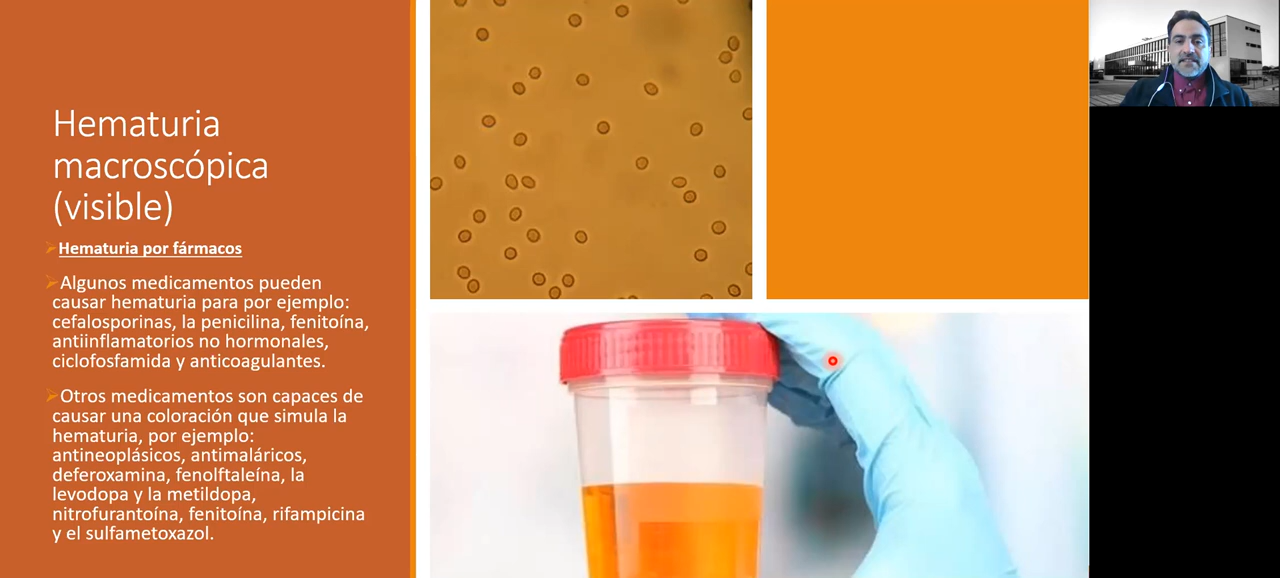 Hematuria
macroscópica
(visible)
Hematuria por fármacos
Algunos medicamentos pueden
causar hematuria para por ejemplo:
cefalosporinas, la penicilina, fenitoína,
antiinflamatorios no hormonales,
ciclofosfamida y anticoagulantes.
Otros medicamentos son capaces de
causar una coloración que simula la
hematuria, por ejemplo:
antineoplásicos, antimaláricos,
deferoxamina, fenolftaleína, la
levodopa y la metildopa,
nitrofurantoína, fenitoína, rifampicina
y el sulfametoxazol.